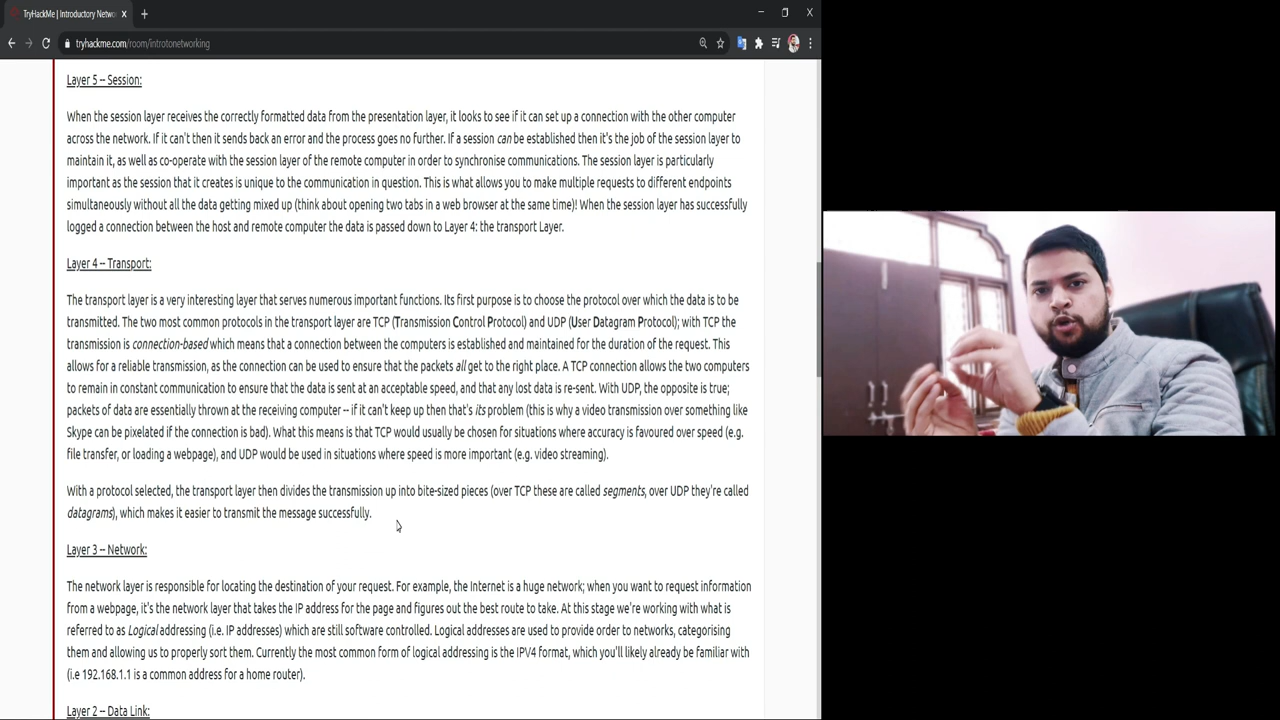 TryHackMe | Introductory Netwo
tryhackme.com/room/introtonetworking
Layer 5 -- Session:
When the session layer receives the correctly formatted data from the presentation layer, it looks to see if it can set up a connection with the other computer
across the network. If it can't then it sends back an error and the process goes no further. If a session can be established then it's the job of the session layer to
maintain it, as well as co-operate with the session layer of the remote computer in order to synchronise communications. The session layer is particularly
important as the session that it creates is unique to the communication in question. This is what allows you to make multiple requests to different endpoints
simultaneously without all the data getting mixed up (think about opening two tabs in a web browser at the same time)! When the session layer has successfully
logged a connection between the host and remote computer the data is passed down to Layer 4: the transport Layer.
Layer 4 -- Transport:
The transport layer is a very interesting layer that serves numerous important functions. Its first purpose is to choose the protocol over which the data is to be
transmitted. The two most common protocols in the transport layer are TCP (Transmission Control Protocol) and UDP (User Datagram Protocol); with TCP the
transmission is connection-based which means that a connection between the computers is established and maintained for the duration of the request. This
allows for a reliable transmission, as the connection can be used to ensure that the packets all get to the right place. A TCP connection allows the two computers
to remain in constant communication to ensure that the data is sent at an acceptable speed, and that any lost data is re-sent. With UDP, the opposite is true;
packets of data are essentially thrown at the receiving computer -- if it can't keep up then that's its problem (this is why a video transmission over something like
Skype can be pixelated if the connection is bad). What this means is that TCP would usually be chosen for situations where accuracy is favoured over speed (e.g.
file transfer, or loading a webpage), and UDP would be used in situations where speed is more important (e.g. video streaming).
With a protocol selected, the transport layer then divides the transmission up into bite-sized pieces (over TCP these are called segments, over UDP they're called
datagrams), which makes it easier to transmit the message successfully.
Layer 3 -- Network:
The network layer is responsible for locating the destination of your request. For example, the Internet is a huge network; when you want to request information
from a webpage, it's the network layer that takes the IP address for the page and figures out the best route to take. At this stage we're working with what is
referred to as Logical addressing (i.e. IP addresses) which are still software controlled. Logical addresses are used to provide order to networks, categorising
them and allowing us to properly sort them. Currently the most common form of logical addressing is the IPV4 format, which you'll likely already be familiar with
(i.e 192.168.1.1 is a common address for a home router).
Layer 2 -- Data Link: